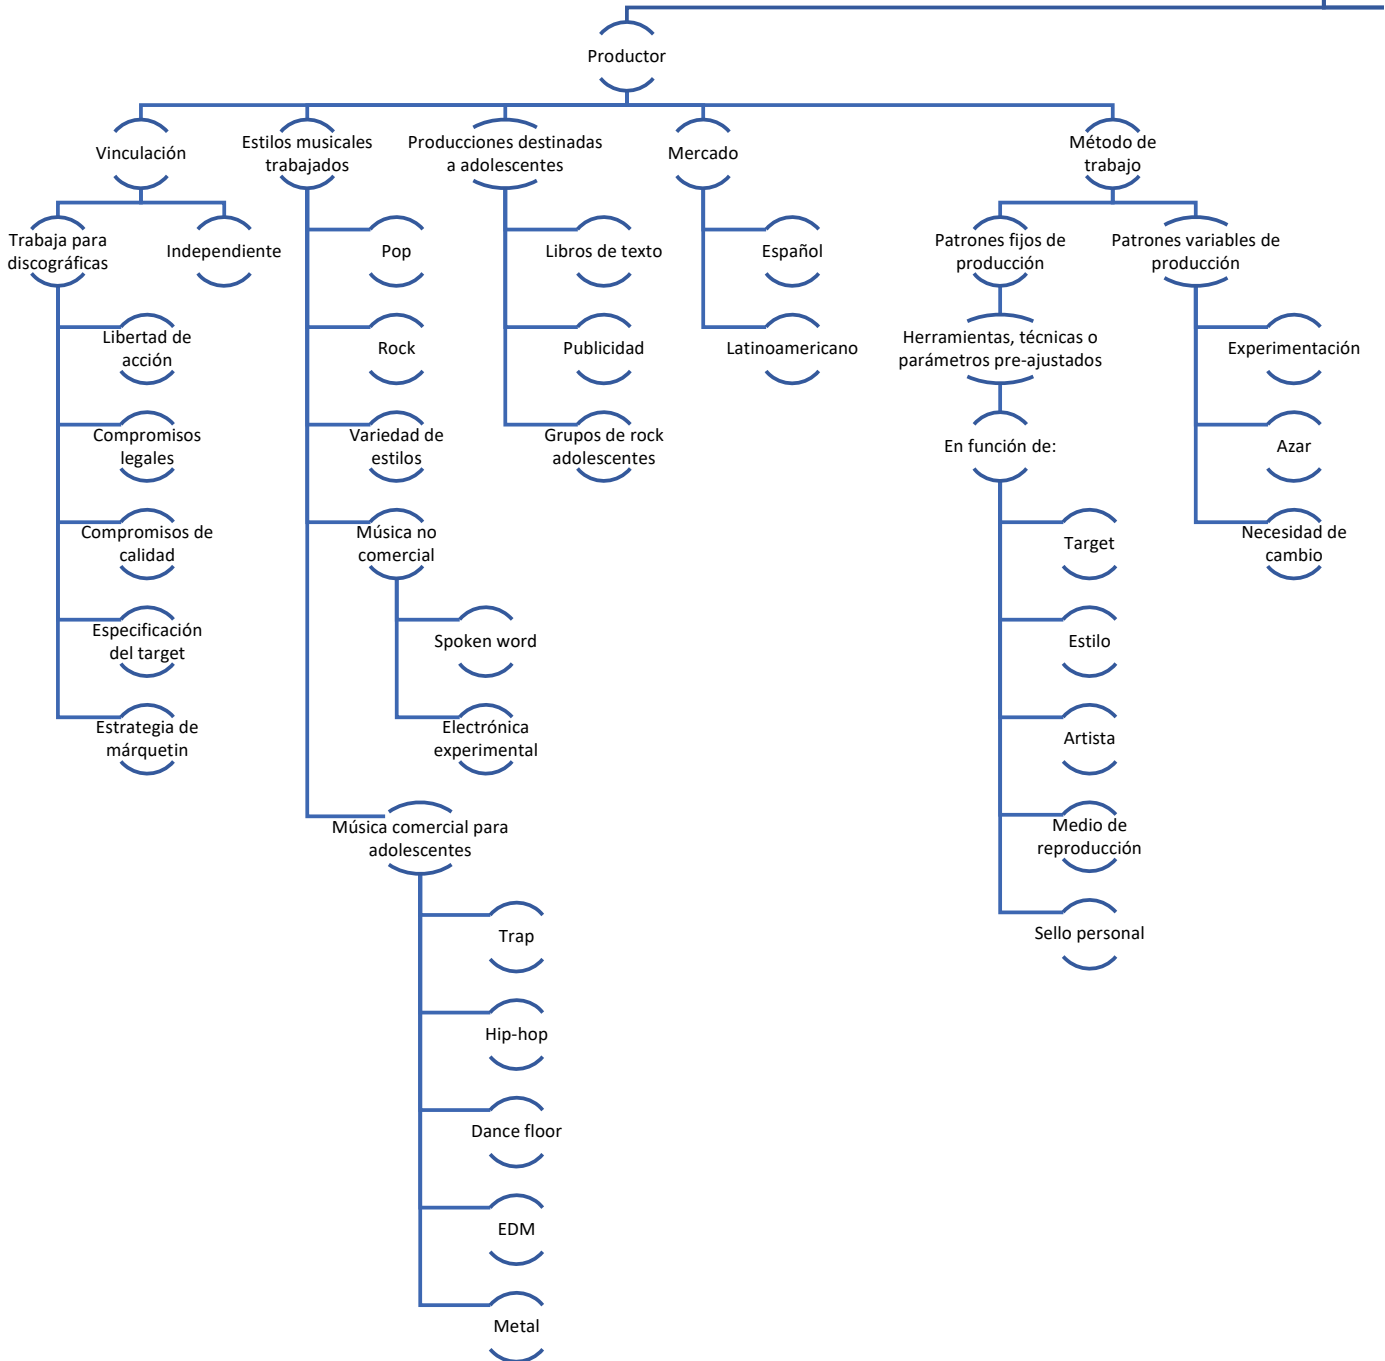 Productor
Vinculación
Estilos musicales
trabajados
Producciones destinadas
a adolescentes
Mercado
Método de
trabajo
Trabaja para
discográficas
Independiente
Pop
Libros de texto
Español
Patrones fijos de
producción
Patrones variables de
producción
Libertad de
acción
Rock
Publicidad
Latinoamericano
Herramientas, técnicas o
parámetros pre-ajustados
Experimentación
Compromisos
legales
Variedad de
estilos
Grupos de rock
adolescentes
En función de:
Azar
Compromisos de
calidad
Música no
comercial
Target
Necesidad de
cambio
Especificación
del target
Spoken word
Estilo
Estrategia de
márquetin
Electrónica
experimental
Artista
Música comercial para
adolescentes
Medio de
reproducción
Trap
Sello personal
Hip-hop
Dance floor
EDM
Metal